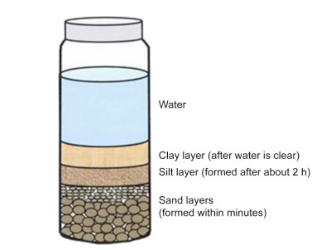 Water
Clay layer (after water is clear)
Silt layer (formed after about 2 h)
Sand layers
(formed within minutes)